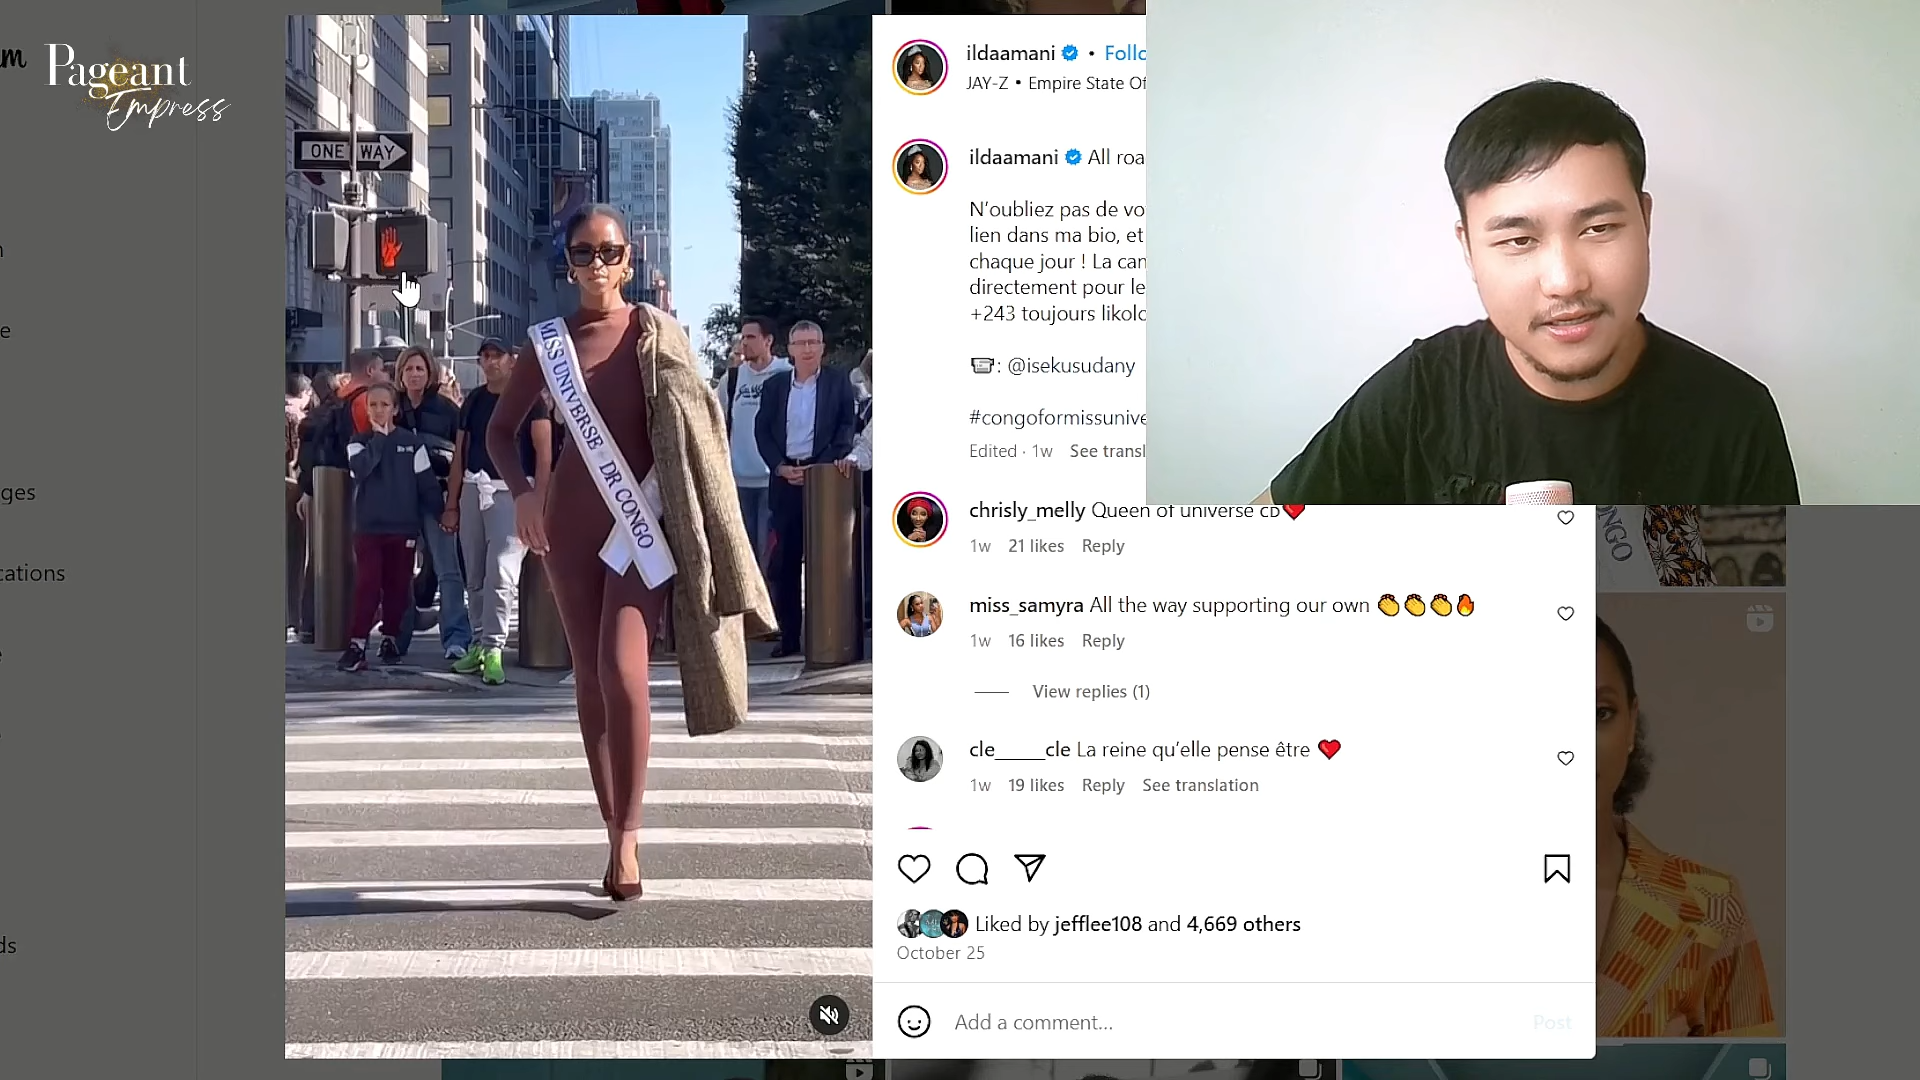 Pageant
Empress
ONE WAY
MISS UNIVERSE DR CONGO
ildaamani • Follo
JAY-Z • Empire State Of
ildaamani All roa
N'oubliez pas de vo
lien dans ma bio, et
chaque jour ! La can
directement pour le
+243 toujours likolo
: @isekusudany
#congoformissunive
Edited · 1w See transl
chrisly_melly Queen of universe cd
1w 21 likes Reply
miss_samyra All the way supporting our own
1w 16 likes Reply
View replies (1)
cle_____cle La reine qu'elle pense être
1w 19 likes Reply See translation
Liked by jefflee108 and 4,669 others
October 25
Add a comment...
Post
ges
cations
ds
ONGO